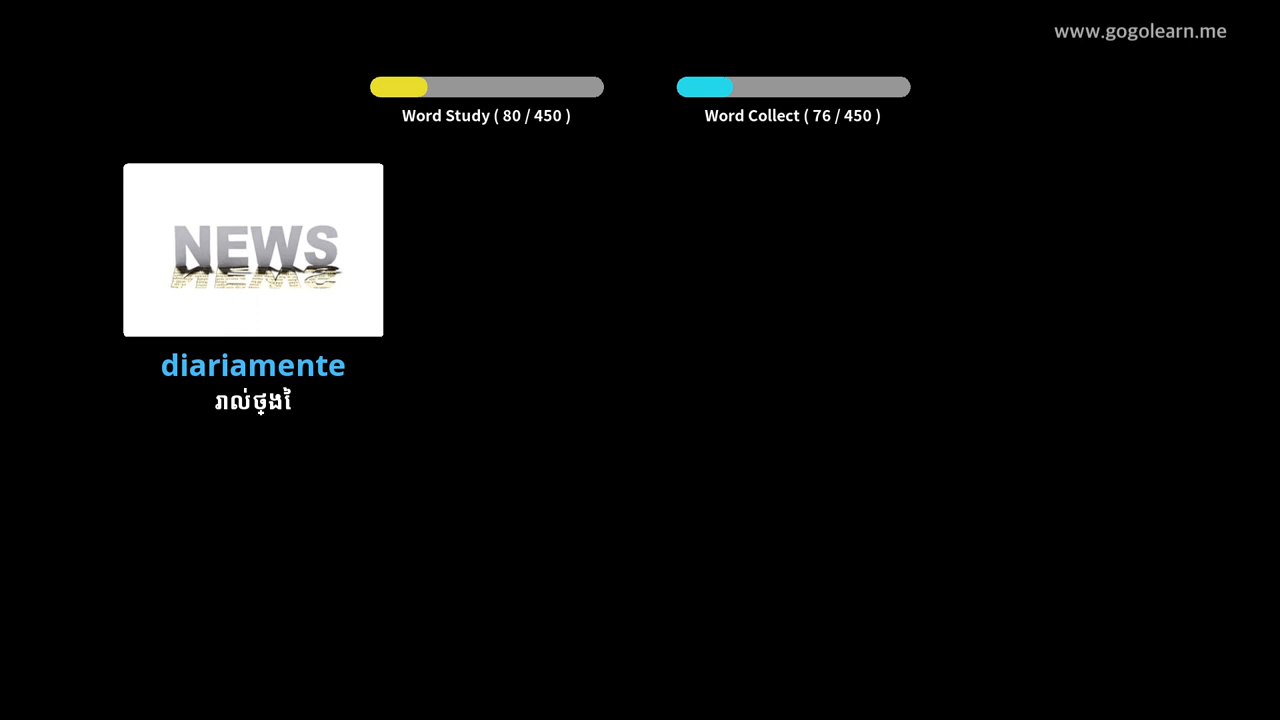 www.gogolearn.me
Word Study ( 80 / 450 )
Word Collect ( 76 / 450 )
NEWS
diariamente
រាល់ថ្ងៃ